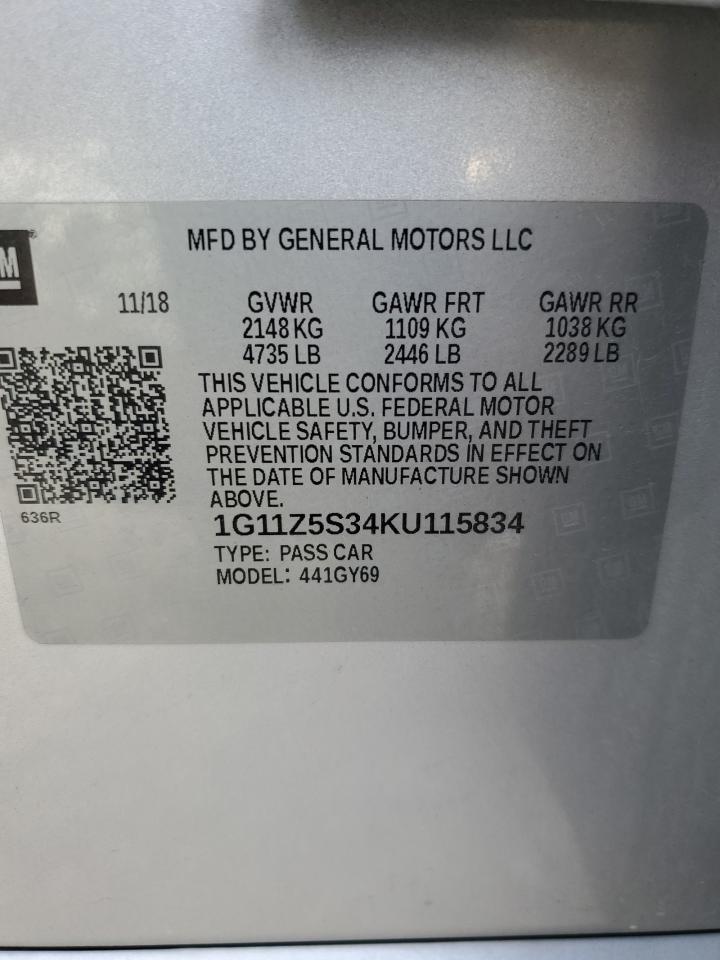 GM
MFD BY GENERAL MOTORS LLC
11/18 GVWR GAWR FRT GAWR RR
2148 KG 1109 KG 1038 KG
4735 LB 2446 LB 2289 LB
THIS VEHICLE CONFORMS TO ALL
APPLICABLE U.S. FEDERAL MOTOR
VEHICLE SAFETY, BUMPER, AND THEFT
PREVENTION STANDARDS IN EFFECT ON
THE DATE OF MANUFACTURE SHOWN
ABOVE.
636R
1G11Z5S34KU115834
TYPE: PASS CAR
MODEL: 441GY69